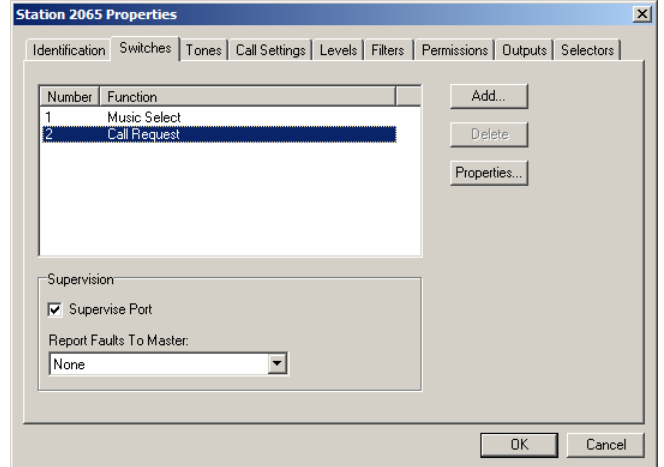 Station 2065 Properties
Identification Switches Tones Call Settings Levels Filters Permissions Outputs Selectors
Number Function
1 Music Select
2 Call Request
Add...
Delete
Properties...
Supervision
Supervise Port
Report Faults To Master:
None
OK Cancel